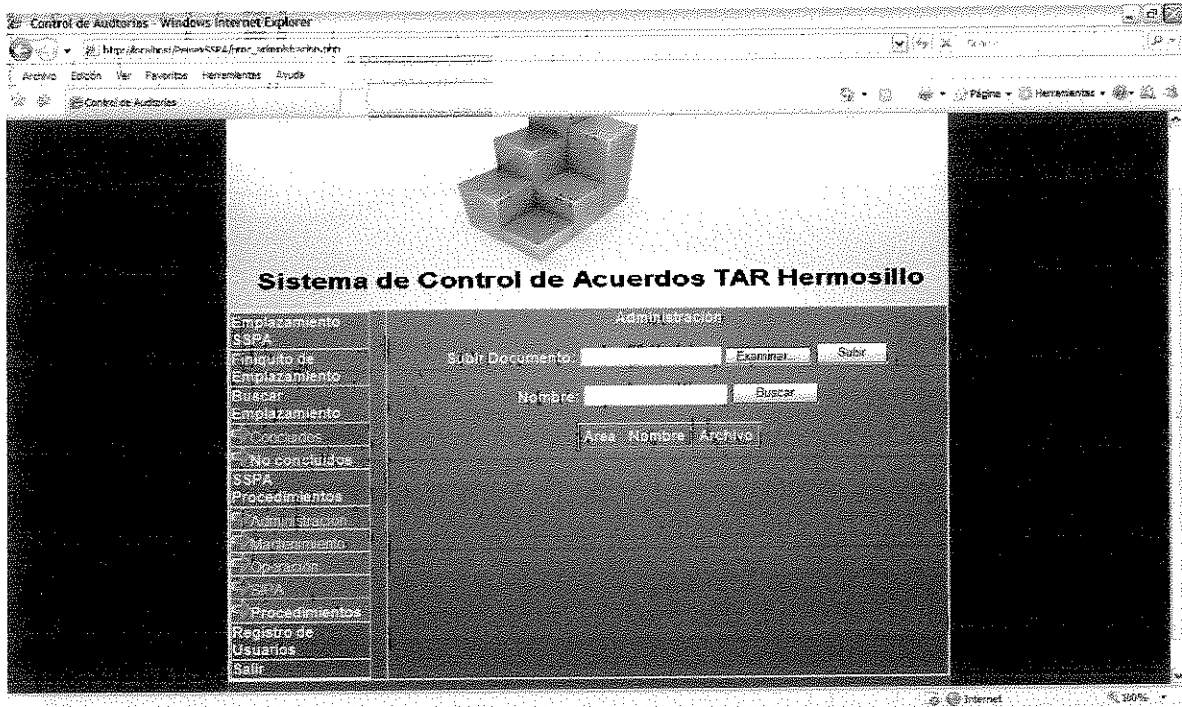 Control de Auditorias - Windows Internet Explorer
Archivo Edición Ver Favoritos Herramientas Ayuda
Control de Auditorias
Página Herramientas
Sistema de Control de Acuerdos TAR Hermosillo
Emplazamiento
SSPA
Finiquito de
Emplazamiento
Buscar
Emplazamiento
Concluidos
No concluidos
SSPA
Procedimientos
Administración
Mantenimiento
Operación
Procedimientos
Registro de
Usuarios
Salir
Administración
Subir Documento: Examinar... Subir
Nombre: Buscar
Area Nombre Archivo
Internet 100%